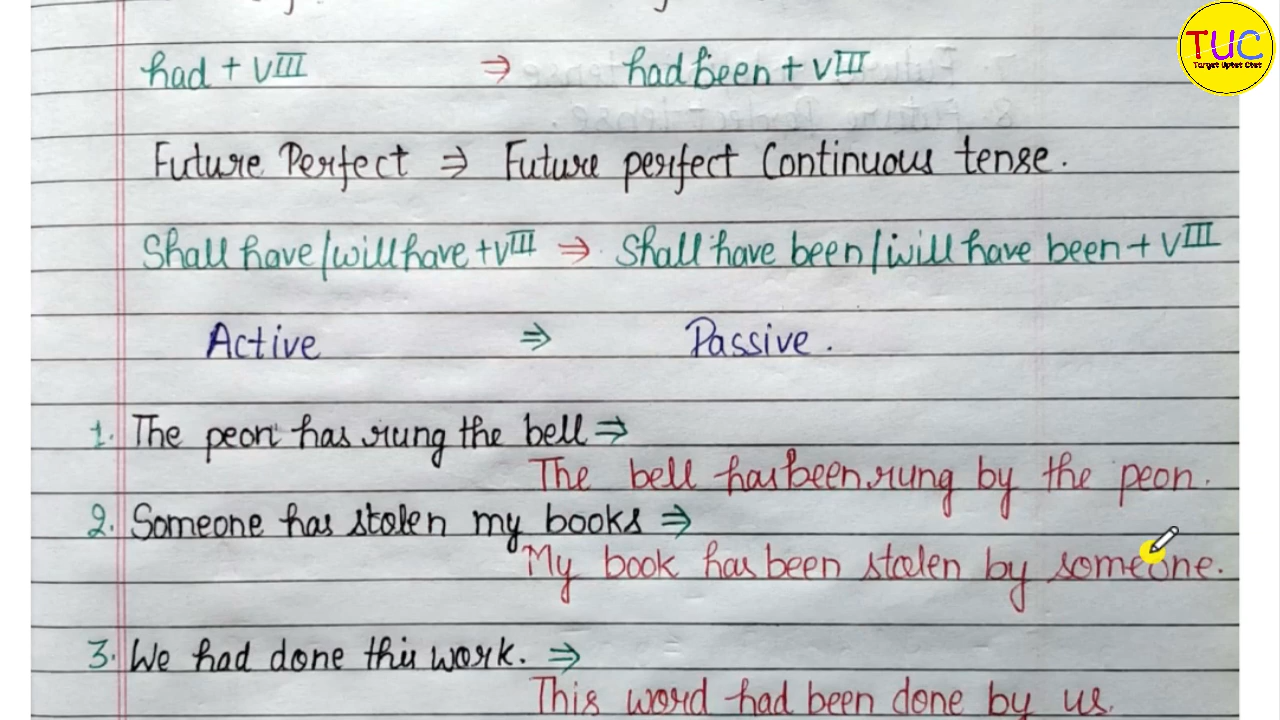 TUC
Target Uptet Ctet
had + VIII ⇒ had been + VIII
Future Perfect ⇒ Future perfect Continuous tense.
Shall have/will have + VIII ⇒ Shall have been/will have been + VIII
Active ⇒ Passive.
1. The peon has rung the bell ⇒
The bell has been rung by the peon.
2. Someone has stolen my books ⇒
My book has been stolen by someone.
3. We had done this work. ⇒
This word had been done by us.